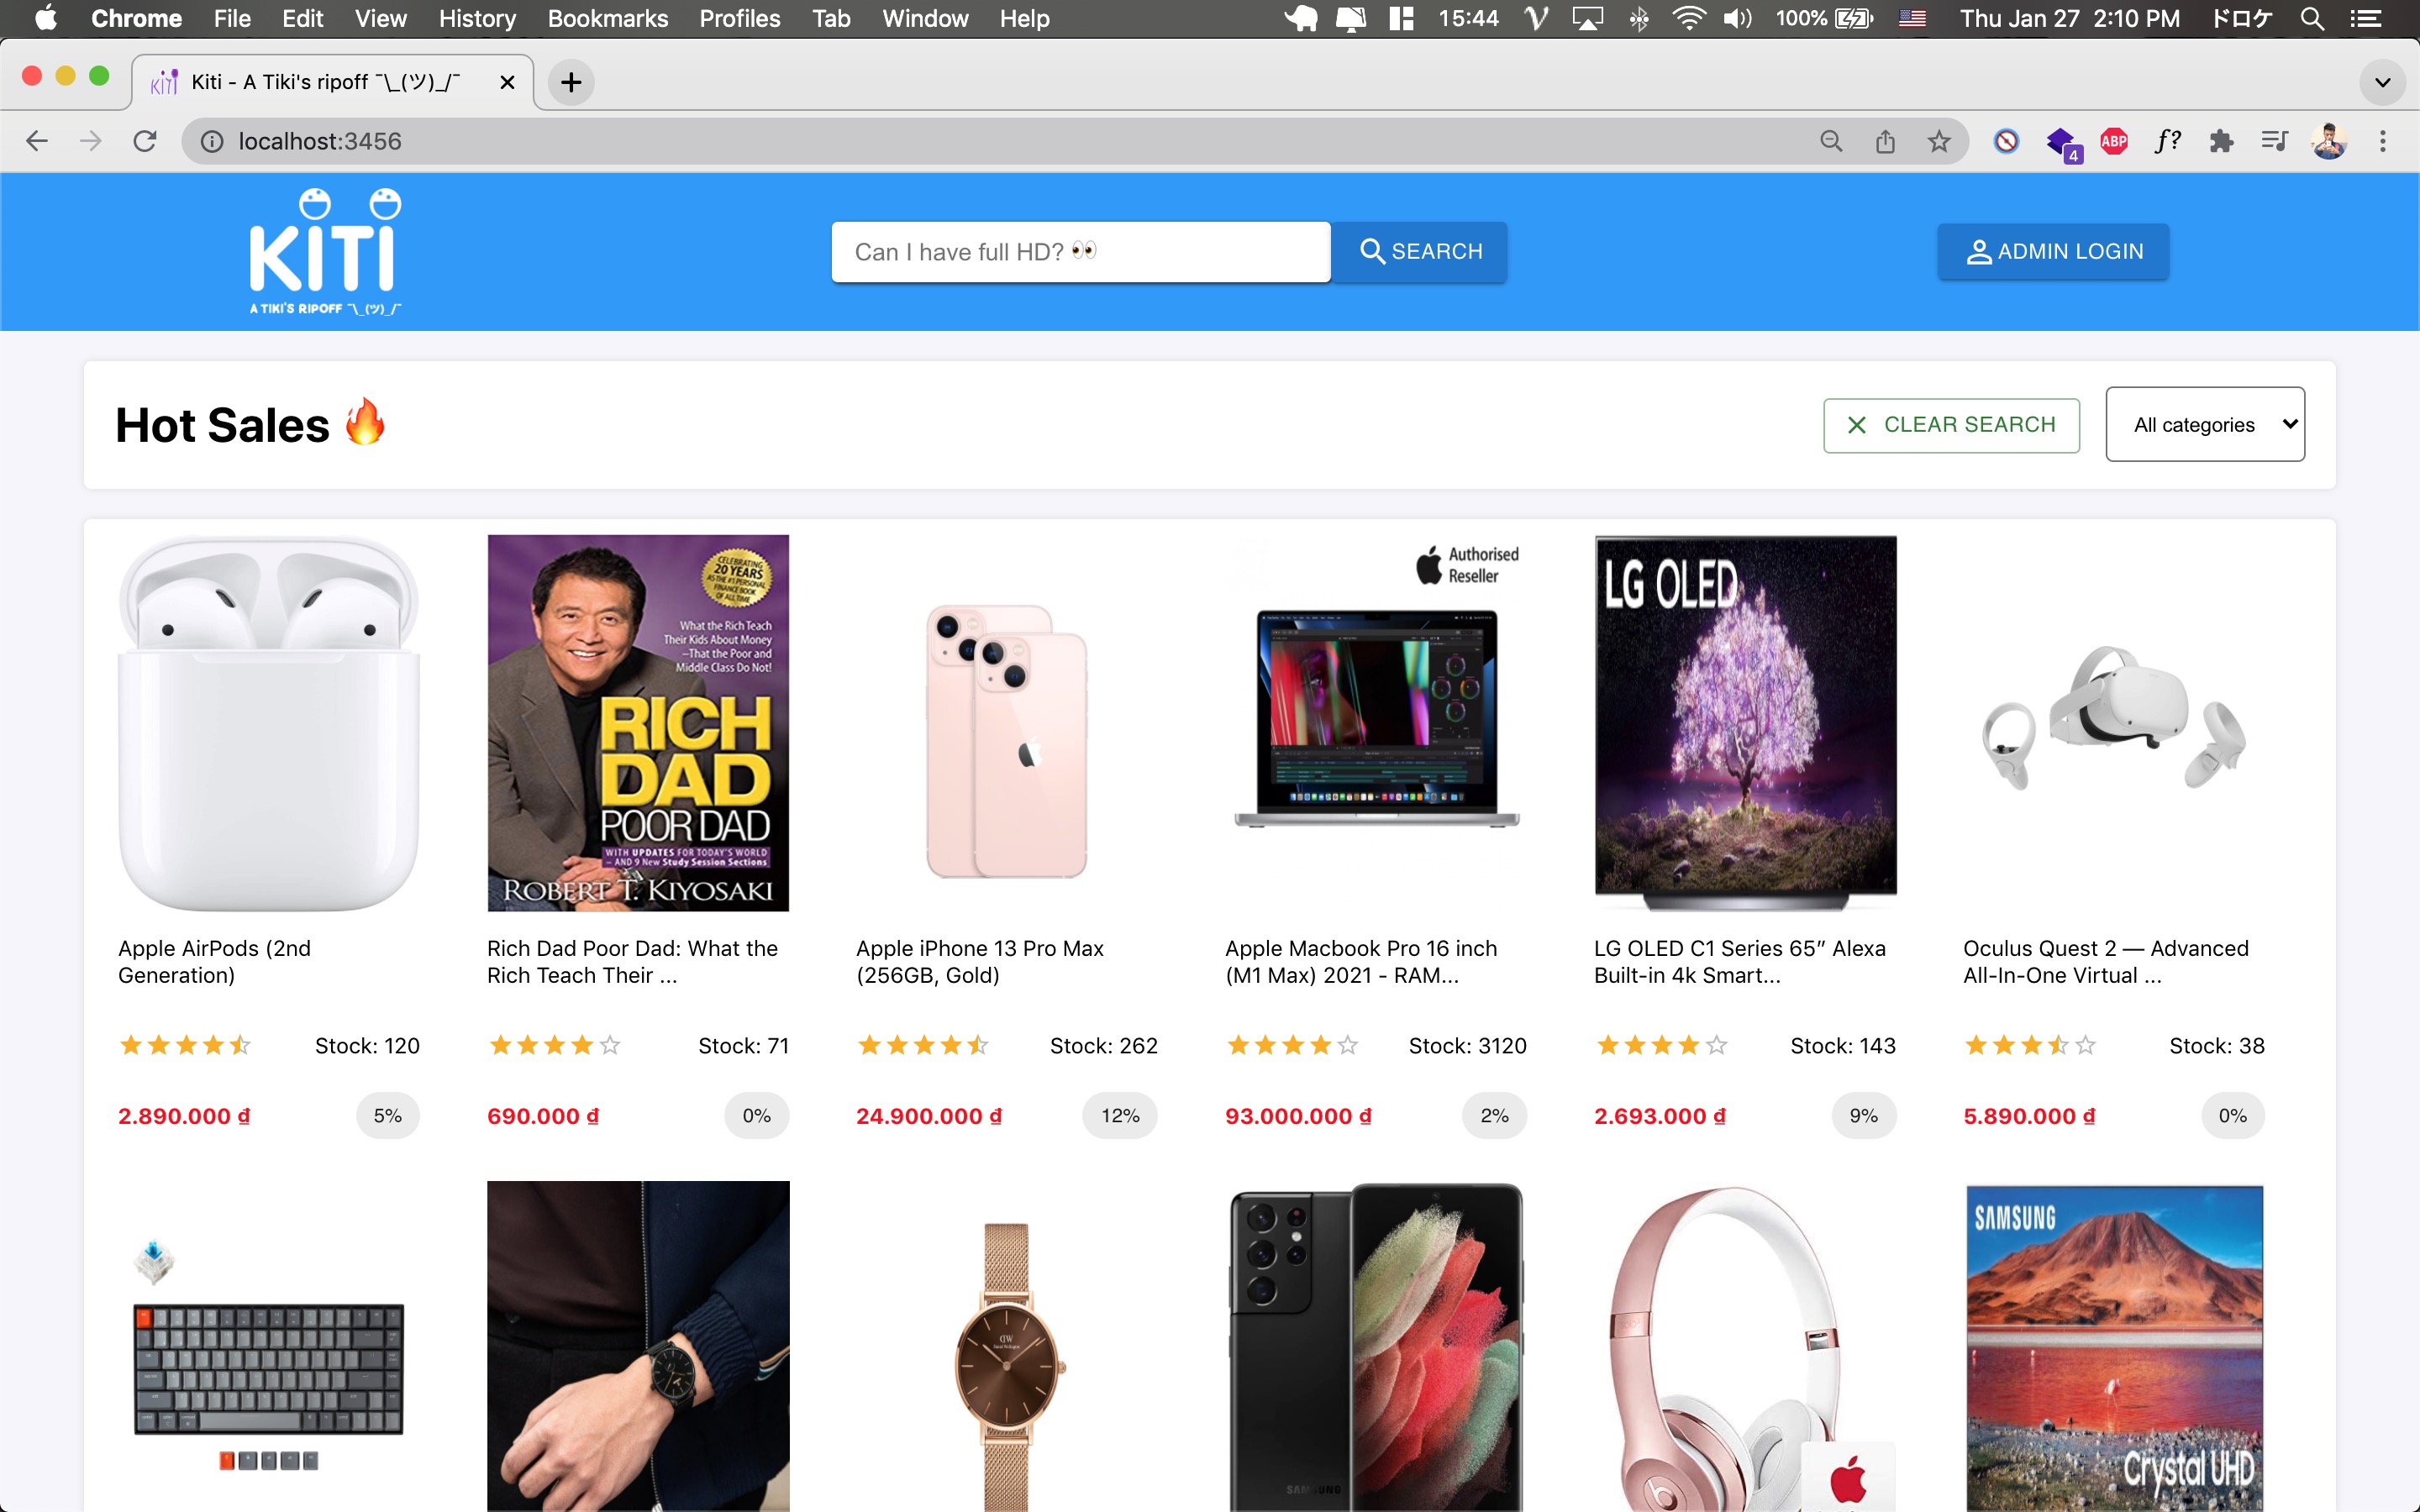 Chrome File Edit View History Bookmarks Profiles Tab Window Help 15:44 100% Thu Jan 27 2:10 PM ドロケ
Kiti - A Tiki's ripoff ¯\_(ツ)_/¯
localhost:3456
4
ABP
f?
KiTi
A TIKI'S RIPOFF ¯\_(ツ)_/¯
Can I have full HD? 👀
SEARCH
ADMIN LOGIN
Hot Sales 🔥
CLEAR SEARCH
All categories
CELEBRATING
20 YEARS
AS THE #1 PERSONAL
FINANCE BOOK
OF ALL TIME
What the Rich Teach
Their Kids About Money
–That the Poor and
Middle Class Do Not!
RICH
DAD
POOR DAD
WITH UPDATES FOR TODAY'S WORLD
– AND 9 New Study Session Sections
ROBERT T. KIYOSAKI
Authorised
Reseller
LG OLED
Apple AirPods (2nd
Generation)
Stock: 120
2.890.000 ₫
5%
Rich Dad Poor Dad: What the
Rich Teach Their ...
Stock: 71
690.000 ₫
0%
Apple iPhone 13 Pro Max
(256GB, Gold)
Stock: 262
24.900.000 ₫
12%
Apple Macbook Pro 16 inch
(M1 Max) 2021 - RAM...
Stock: 3120
93.000.000 ₫
2%
LG OLED C1 Series 65” Alexa
Built-in 4k Smart...
Stock: 143
2.693.000 ₫
9%
Oculus Quest 2 — Advanced
All-In-One Virtual ...
Stock: 38
5.890.000 ₫
0%
DW
Daniel Wellington
SAMSUNG
SAMSUNG
Crystal UHD